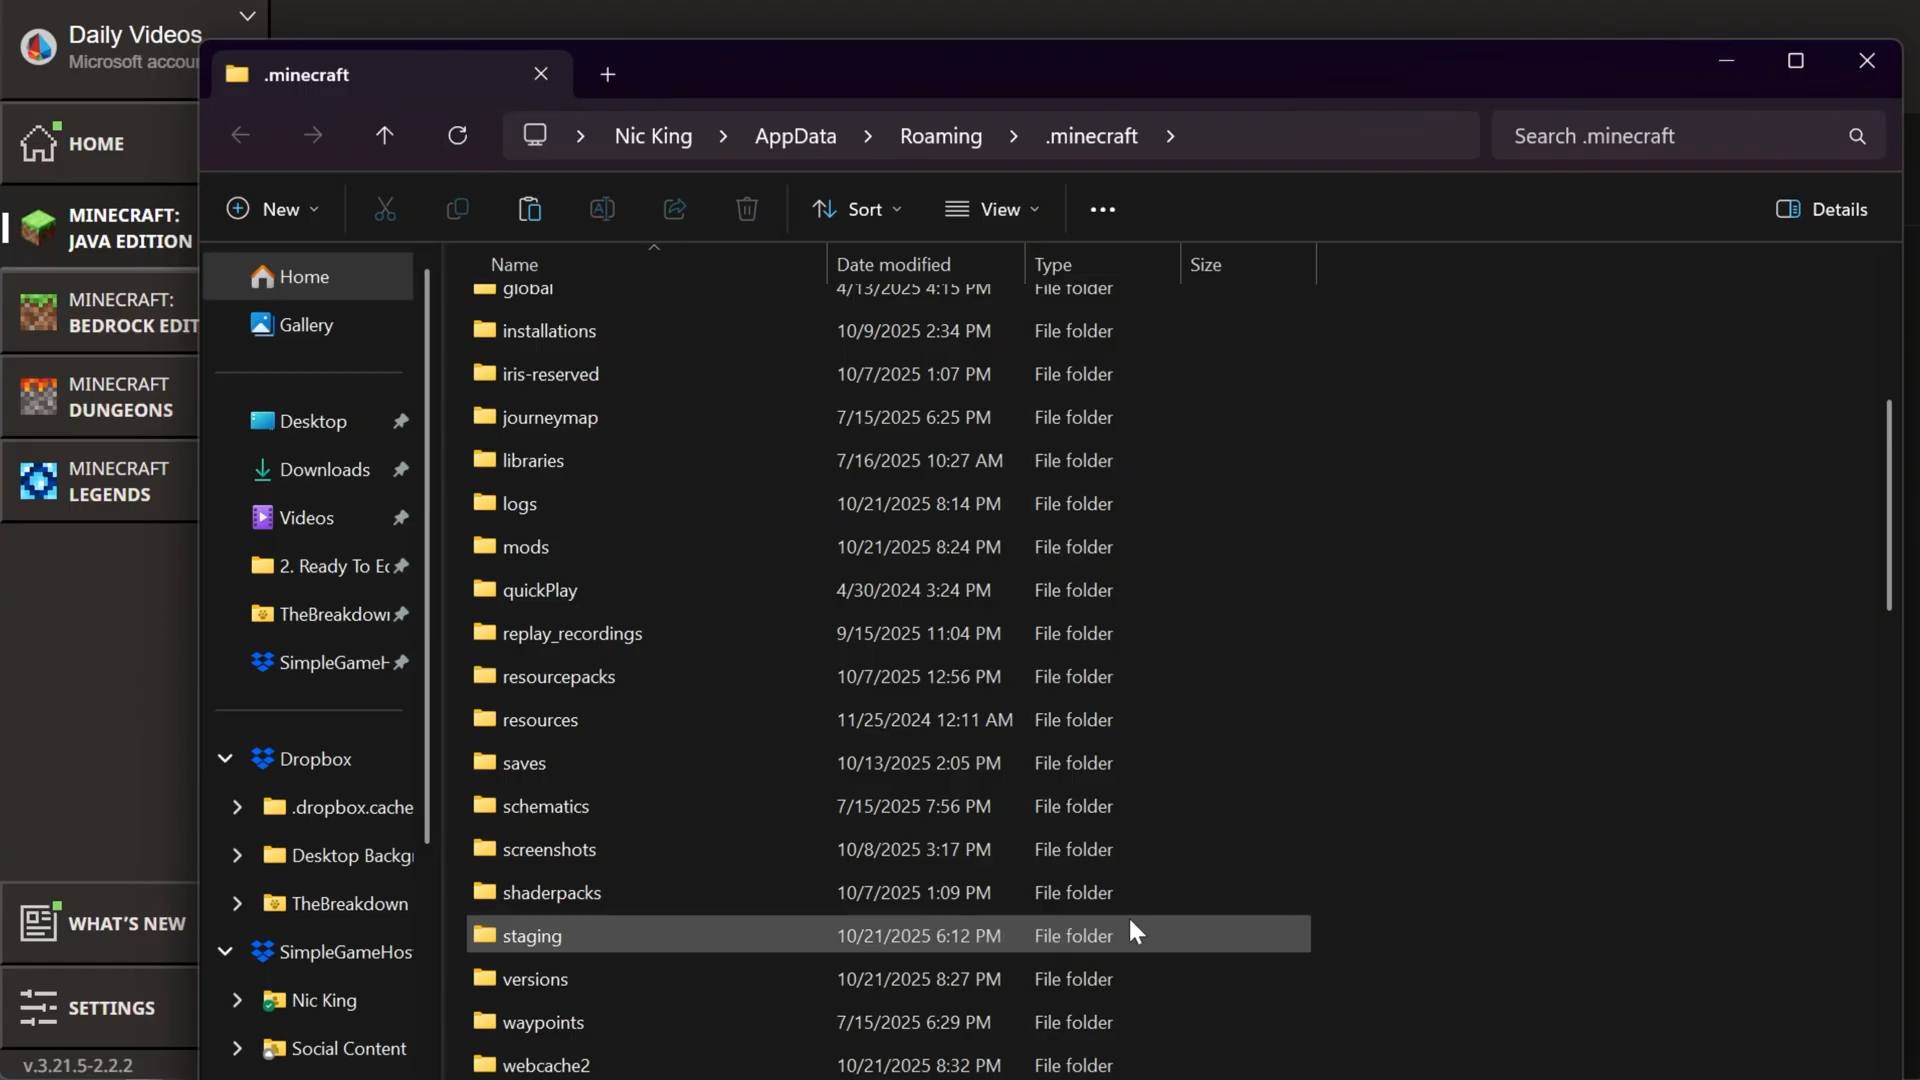 Daily Videos
Microsoft accou
HOME
MINECRAFT:
JAVA EDITION
MINECRAFT:
BEDROCK EDIT
MINECRAFT
DUNGEONS
MINECRAFT
LEGENDS
WHAT'S NEW
SETTINGS
v.3.21.5-2.2.2
.minecraft
Nic King > AppData > Roaming > .minecraft >
Search .minecraft
New
Sort
View
Details
Home
Gallery
Desktop
Downloads
Videos
2. Ready To Ec
TheBreakdow
SimpleGameH
Dropbox
.dropbox.cache
Desktop Backg
TheBreakdown
SimpleGameHos
Nic King
Social Content
Name Date modified Type Size
global 4/13/2025 4:15 PM File folder
installations 10/9/2025 2:34 PM File folder
iris-reserved 10/7/2025 1:07 PM File folder
journeymap 7/15/2025 6:25 PM File folder
libraries 7/16/2025 10:27 AM File folder
logs 10/21/2025 8:14 PM File folder
mods 10/21/2025 8:24 PM File folder
quickPlay 4/30/2024 3:24 PM File folder
replay_recordings 9/15/2025 11:04 PM File folder
resourcepacks 10/7/2025 12:56 PM File folder
resources 11/25/2024 12:11 AM File folder
saves 10/13/2025 2:05 PM File folder
schematics 7/15/2025 7:56 PM File folder
screenshots 10/8/2025 3:17 PM File folder
shaderpacks 10/7/2025 1:09 PM File folder
staging 10/21/2025 6:12 PM File folder
versions 10/21/2025 8:27 PM File folder
waypoints 7/15/2025 6:29 PM File folder
webcache2 10/21/2025 8:32 PM File folder